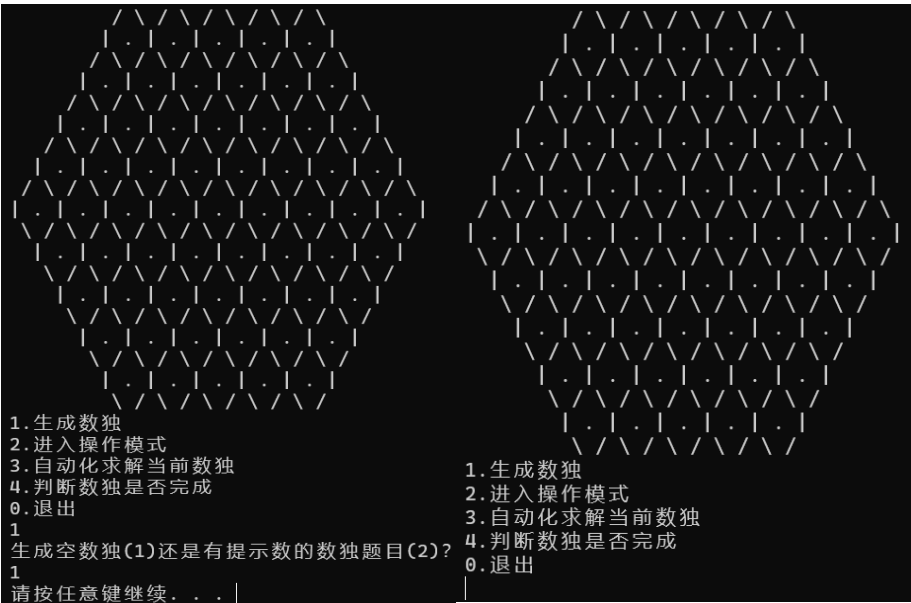 1.生成数独
2.进入操作模式
3.自动化求解当前数独
4.判断数独是否完成
0.退出
1
生成空数独(1)还是有提示数的数独题目(2)?
1
请按任意键继续. . .
1.生成数独
2.进入操作模式
3.自动化求解当前数独
4.判断数独是否完成
0.退出